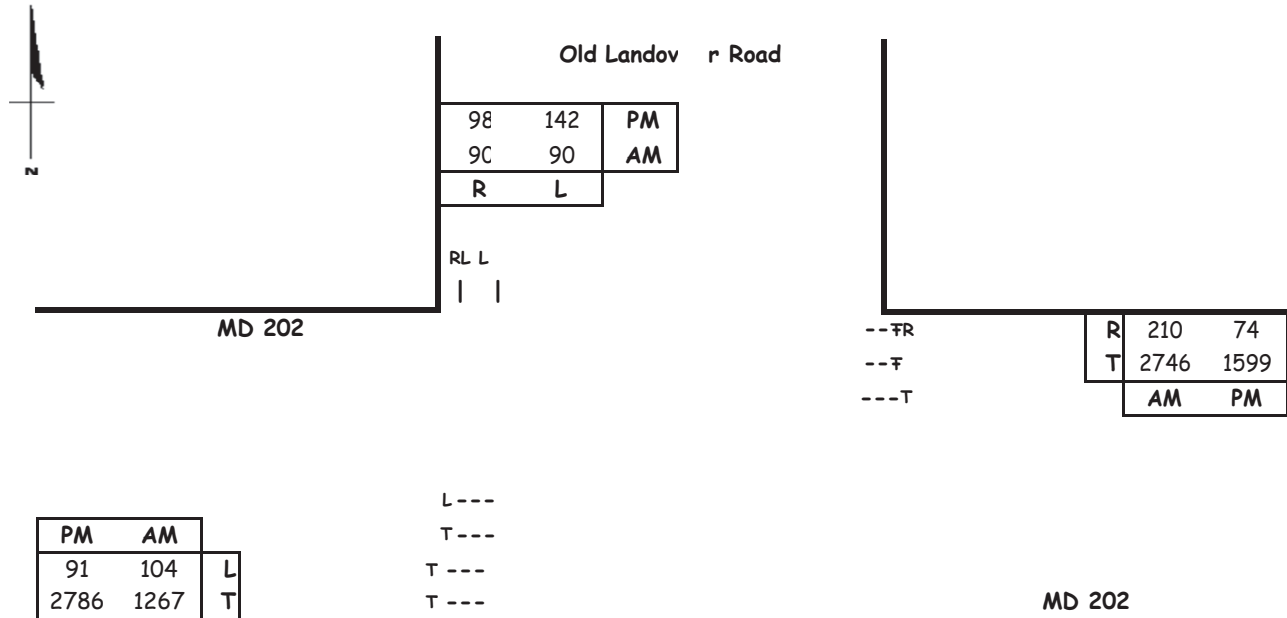 Old Landov r Road
98 142 PM
90 90 AM
R L
RL L
N
MD 202
--TR
--T
---T
R 210 74
T 2746 1599
AM PM
L---
T---
T ---
T ---
PM AM
91 104 L
2786 1267 T
MD 202